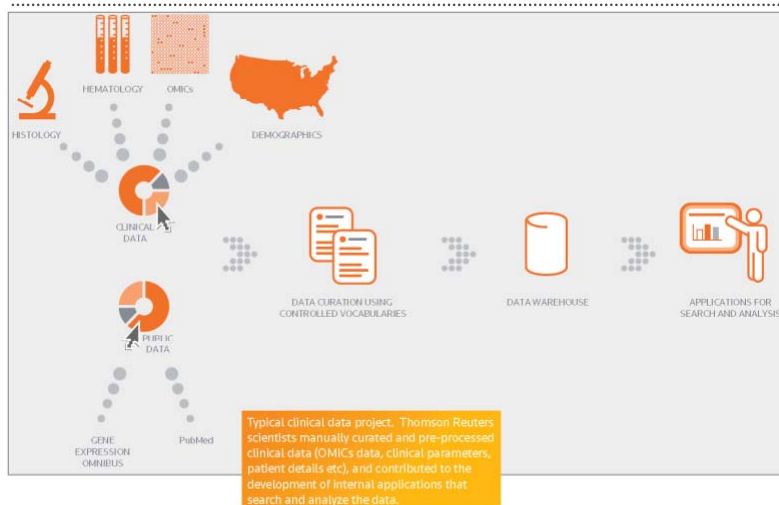 HEMATOLOGY
OMICs
HISTOLOGY
DEMOGRAPHICS
CLINICAL
DATA
DATA CURATION USING
CONTROLLED VOCABULARIES
DATA WAREHOUSE
APPLICATIONS FOR
SEARCH AND ANALYSIS
PUBLIC
DATA
GENE
EXPRESSION
OMNIBUS
PubMed
Typical clinical data project. Thomson Reuters
scientists manually curated and pre-processed
clinical data (OMICs data, clinical parameters,
patient details etc), and contributed to the
development of internal applications that
search and analyze the data.